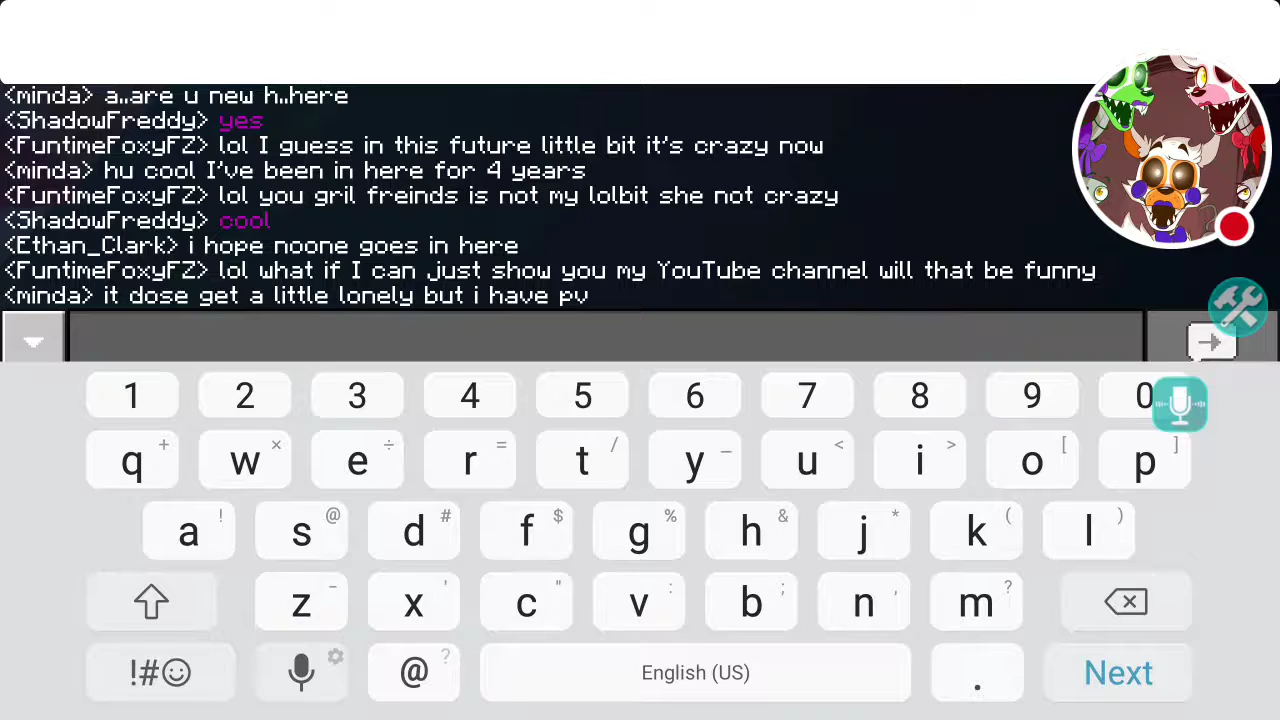 <minda> a..are u new h..here
<ShadowFreddy> yes
<FuntimeFoxyFZ> lol I guess in this future little bit it's crazy now
<minda> hu cool I've been in here for 4 years
<FuntimeFoxyFZ> lol you gril freinds is not my lolbit she not crazy
<ShadowFreddy> cool
<Ethan_Clark> i hope noone goes in here
<FuntimeFoxyFZ> lol what if I can just show you my YouTube channel will that be funny
<minda> it dose get a little lonely but i have pv
1 2 3 4 5 6 7 8 9 0
q + w × e ÷ r = t / y _ u < i > o [ p ]
a ! s @ d # f $ g % h & j * k ( l )
z - x ' c " v : b ; n , m ?
!#☺ @ ? English (US) . Next